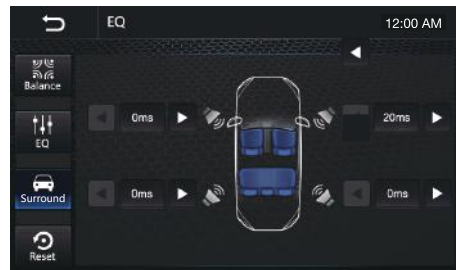 EQ
12:00 AM
Balance
0ms
20ms
EQ
Surround
0ms
0ms
Reset